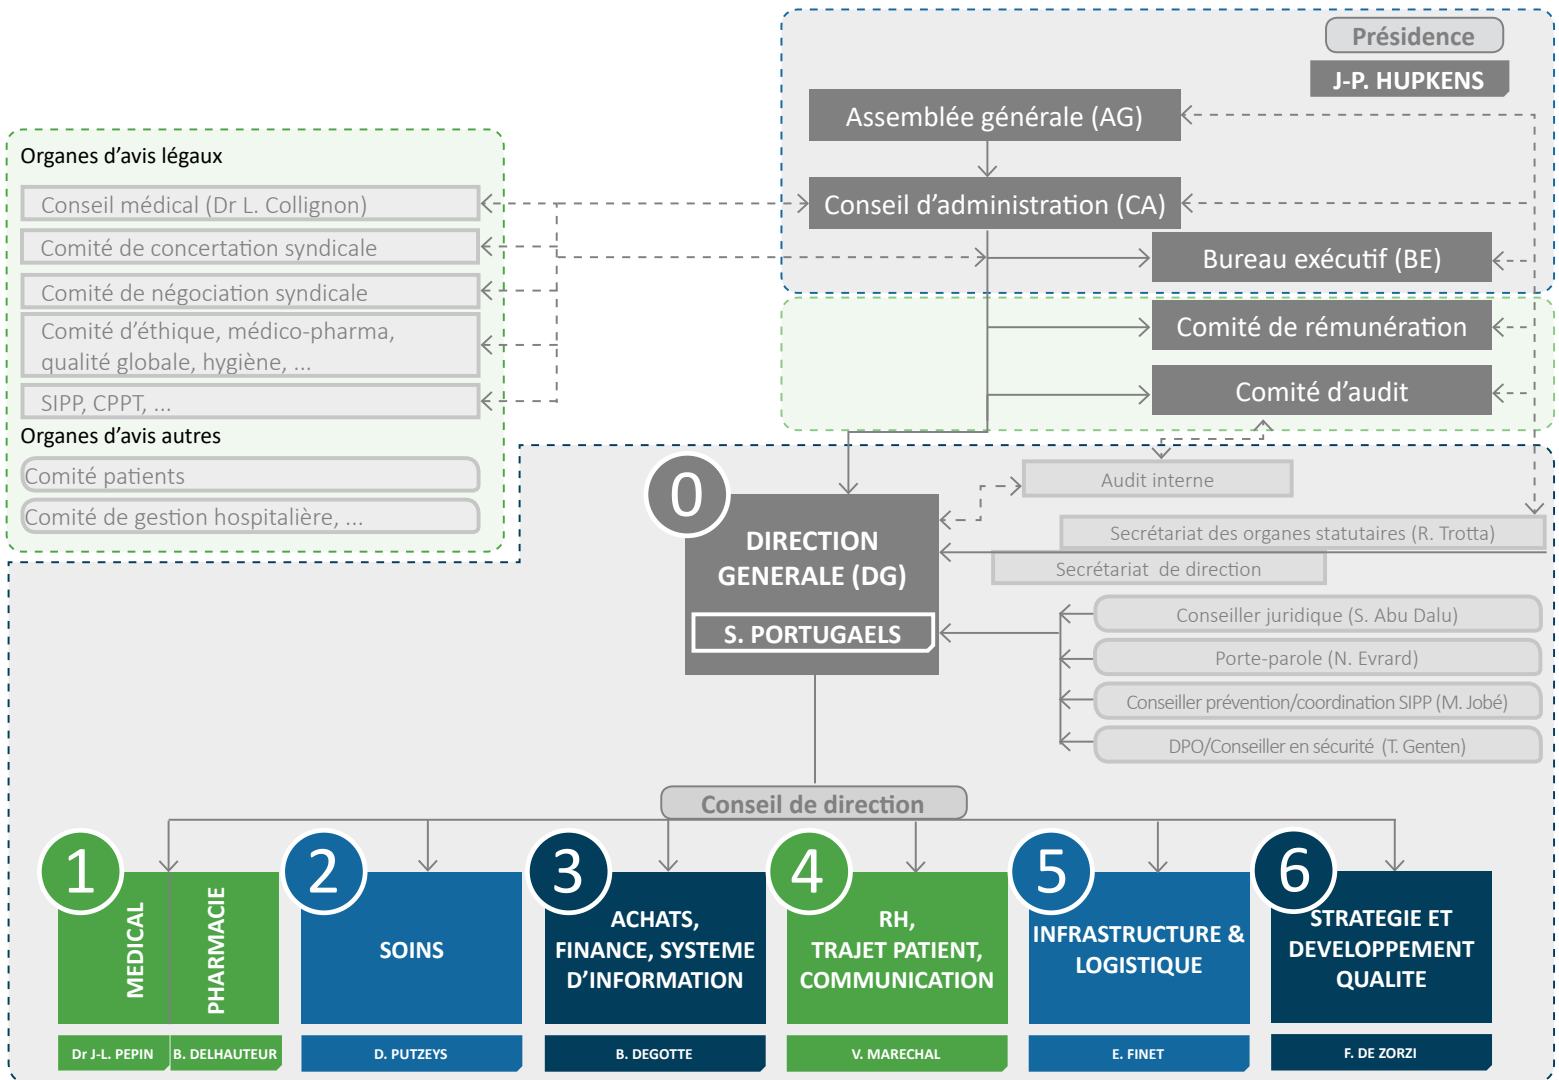 Présidence
J-P. HUPKENS
Assemblée générale (AG)
Conseil d'administration (CA)
Bureau exécutif (BE)
Comité de rémunération
Comité d'audit
Organes d'avis légaux
Conseil médical (Dr L. Collignon)
Comité de concertation syndicale
Comité de négociation syndicale
Comité d'éthique, médico-pharma,
qualité globale, hygiène, ...
SIPP, CPPT, ...
Organes d'avis autres
Comité patients
Comité de gestion hospitalière, ...
0
DIRECTION
GENERALE (DG)
S. PORTUGAELS
Audit interne
Secrétariat des organes statutaires (R. Trotta)
Secrétariat de direction
Conseiller juridique (S. Abu Dalu)
Porte-parole (N. Evrard)
Conseiller prévention/coordination SIPP (M. Jobé)
DPO/Conseiller en sécurité (T. Genten)
Conseil de direction
1
MEDICAL
PHARMACIE
Dr J-L. PEPIN
B. DELHAUTEUR
2
SOINS
D. PUTZEYS
3
ACHATS,
FINANCE, SYSTEME
D'INFORMATION
B. DEGOTTE
4
RH,
TRAJET PATIENT,
COMMUNICATION
V. MARECHAL
5
INFRASTRUCTURE &
LOGISTIQUE
E. FINET
6
STRATEGIE ET
DEVELOPPEMENT
QUALITE
F. DE ZORZI